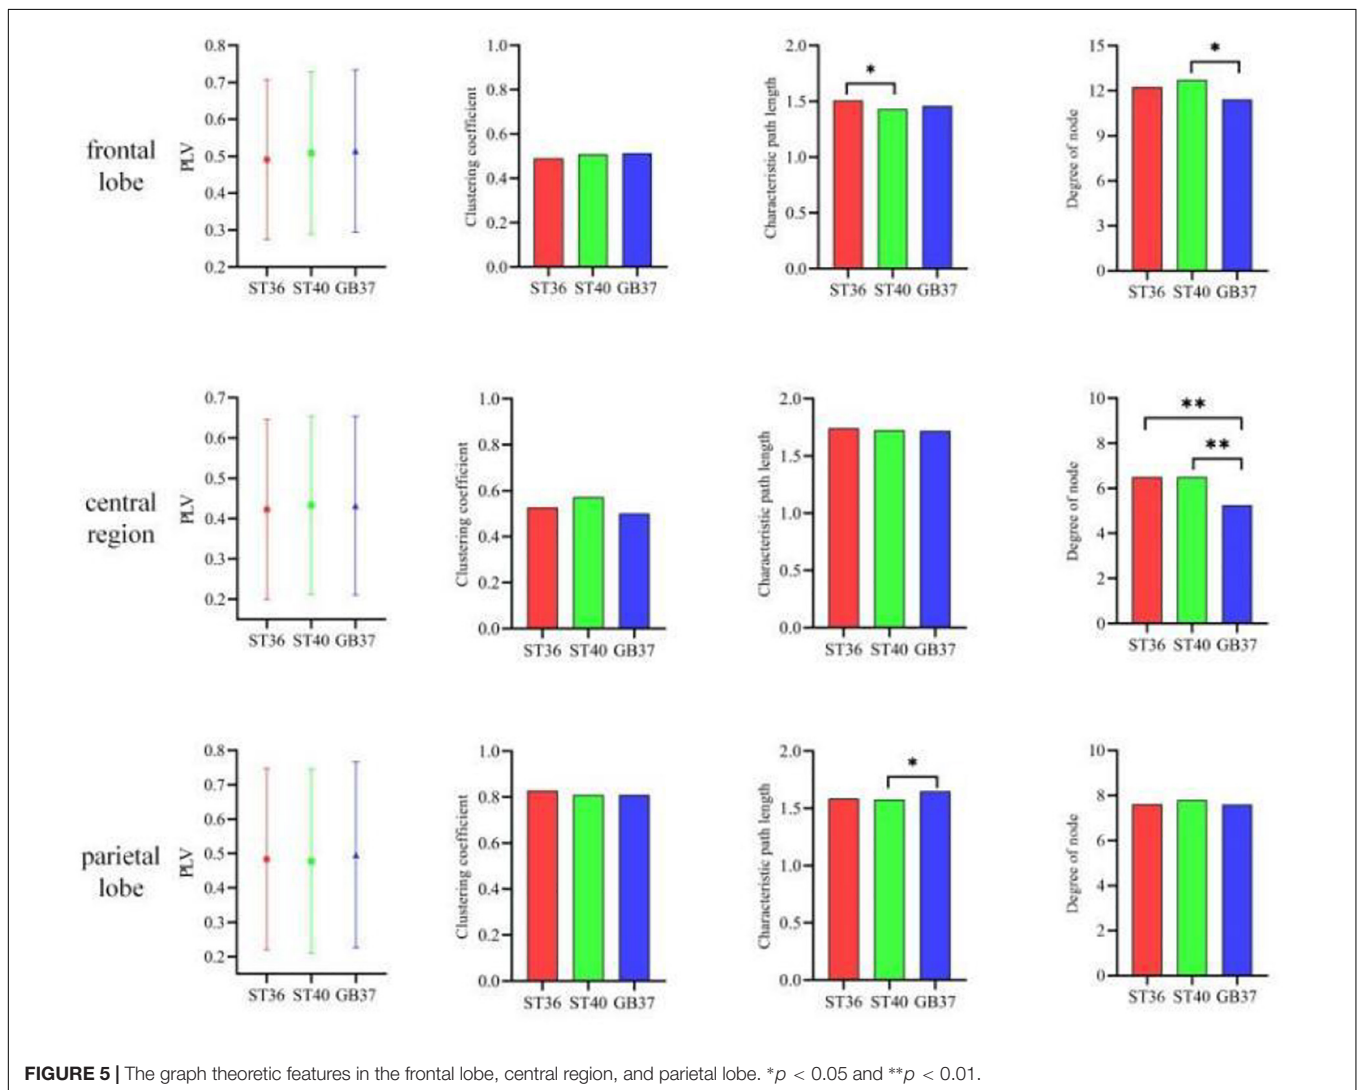 frontal
lobe
PLV
0.8
0.7
0.6
0.5
0.4
0.3
0.2
ST36 ST40 GB37
Clustering coefficient
1.0
0.8
0.6
0.4
0.2
0.0
ST36 ST40 GB37
Characteristic path length
2.0
1.5
1.0
0.5
0.0
*
ST36 ST40 GB37
Degree of node
15
12
9
6
3
0
*
ST36 ST40 GB37
central
region
PLV
0.7
0.6
0.5
0.4
0.3
0.2
ST36 ST40 GB37
Clustering coefficient
1.0
0.8
0.6
0.4
0.2
0.0
ST36 ST40 GB37
Characteristic path length
2.0
1.5
1.0
0.5
0.0
ST36 ST40 GB37
Degree of node
10
8
6
4
2
0
**
**
ST36 ST40 GB37
parietal
lobe
PLV
0.8
0.7
0.6
0.5
0.4
0.3
0.2
ST36 ST40 GB37
Clustering coefficient
1.0
0.8
0.6
0.4
0.2
0.0
ST36 ST40 GB37
Characteristic path length
2.0
1.5
1.0
0.5
0.0
*
ST36 ST40 GB37
Degree of node
10
8
6
4
2
0
ST36 ST40 GB37
FIGURE 5 | The graph theoretic features in the frontal lobe, central region, and parietal lobe. *p < 0.05 and **p < 0.01.